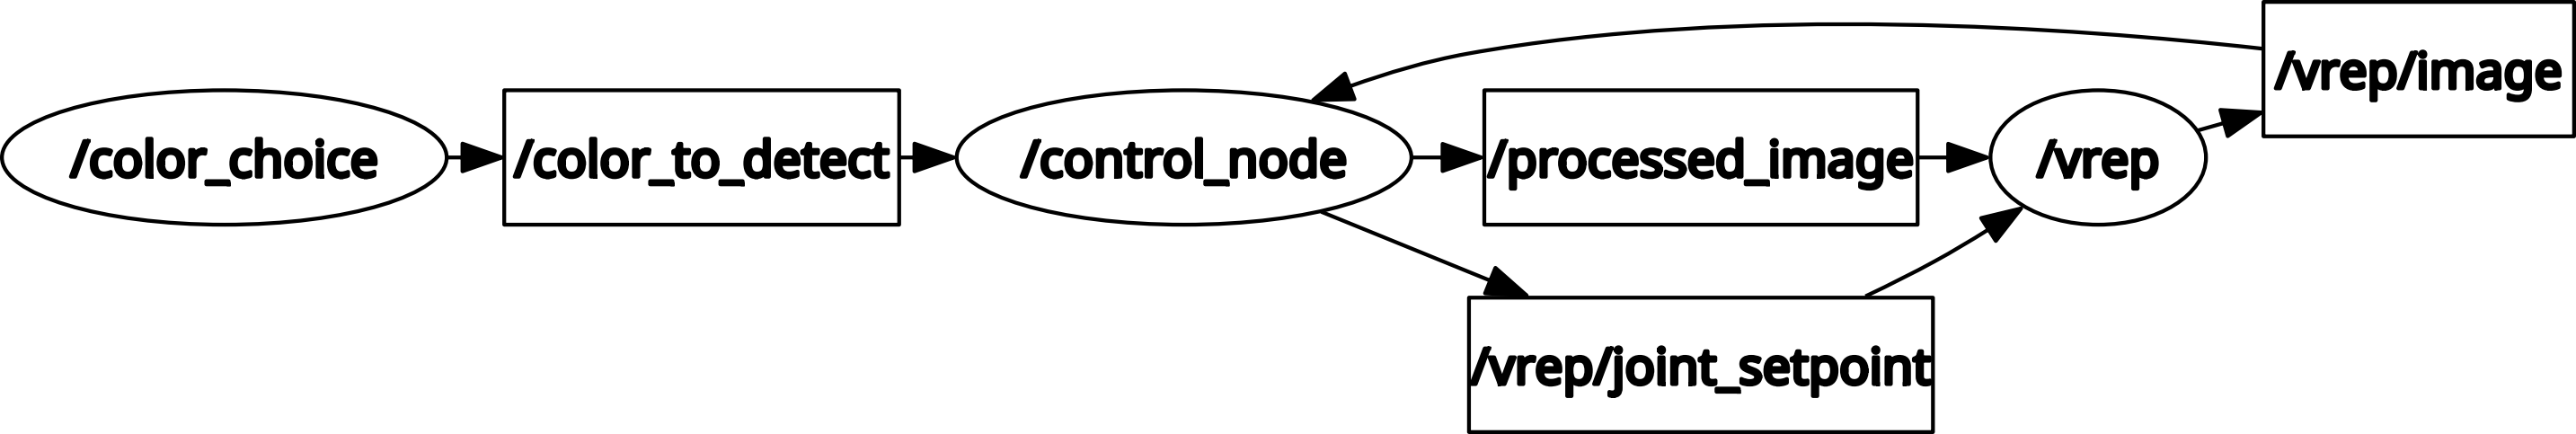 /vrep/image
/color_choice
/color_to_detect
/control_node
/processed_image
/vrep
/vrep/joint_setpoint